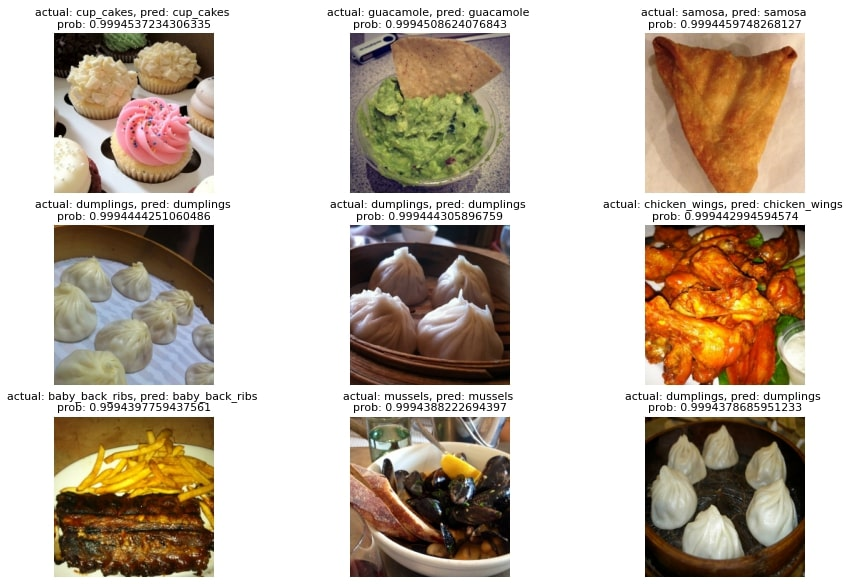 actual: cup_cakes, pred: cup_cakes
prob: 0.9994537234306335
actual: guacamole, pred: guacamole
prob: 0.9994508624076843
actual: samosa, pred: samosa
prob: 0.9994459748268127
actual: dumplings, pred: dumplings
prob: 0.9994444251060486
actual: dumplings, pred: dumplings
prob: 0.999444305896759
actual: chicken_wings, pred: chicken_wings
prob: 0.999442994594574
actual: baby_back_ribs, pred: baby_back_ribs
prob: 0.9994397759437561
actual: mussels, pred: mussels
prob: 0.9994388222694397
actual: dumplings, pred: dumplings
prob: 0.9994378685951233